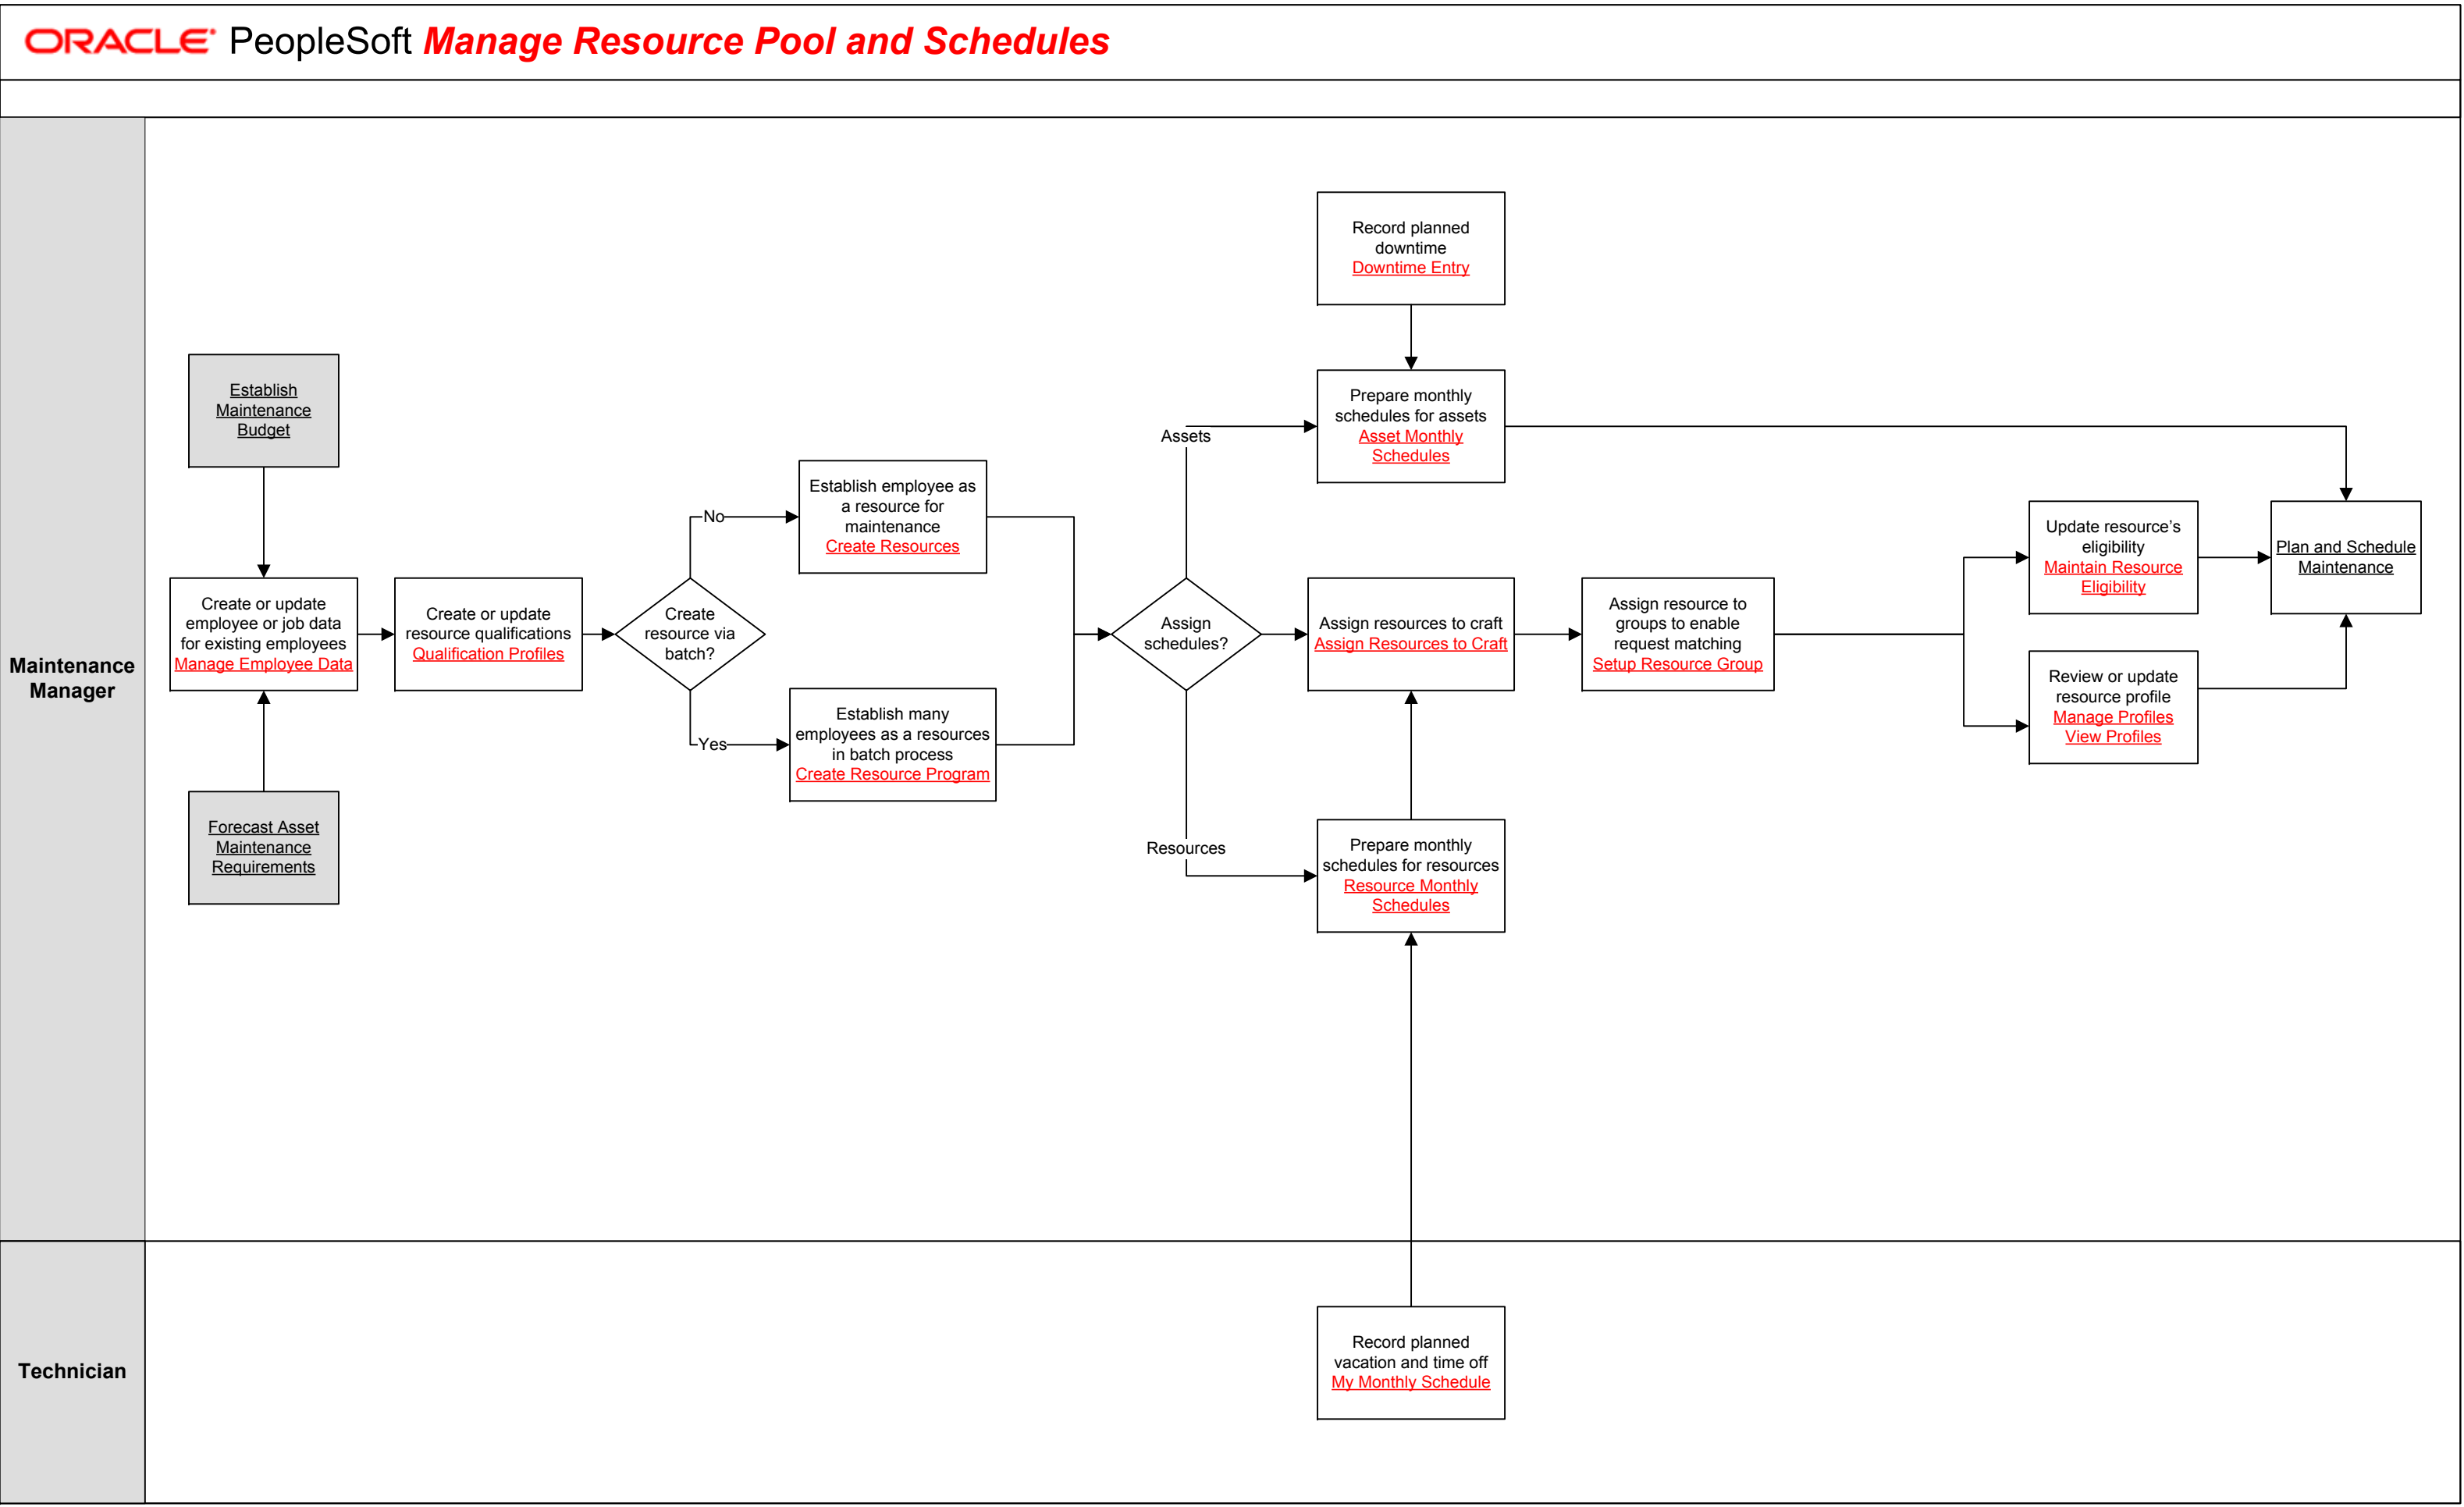 ORACLE® PeopleSoft Manage Resource Pool and Schedules
Maintenance
Manager
Establish
Maintenance
Budget
Create or update
employee or job data
for existing employees
Manage Employee Data
Forecast Asset
Maintenance
Requirements
Create or update
resource qualifications
Qualification Profiles
Create
resource via
batch?
No
Yes
Establish employee as
a resource for
maintenance
Create Resources
Establish many
employees as a resources
in batch process
Create Resource Program
Assign
schedules?
Assets
Resources
Record planned
downtime
Downtime Entry
Prepare monthly
schedules for assets
Asset Monthly
Schedules
Assign resources to craft
Assign Resources to Craft
Prepare monthly
schedules for resources
Resource Monthly
Schedules
Assign resource to
groups to enable
request matching
Setup Resource Group
Update resource’s
eligibility
Maintain Resource
Eligibility
Review or update
resource profile
Manage Profiles
View Profiles
Plan and Schedule
Maintenance
Technician
Record planned
vacation and time off
My Monthly Schedule